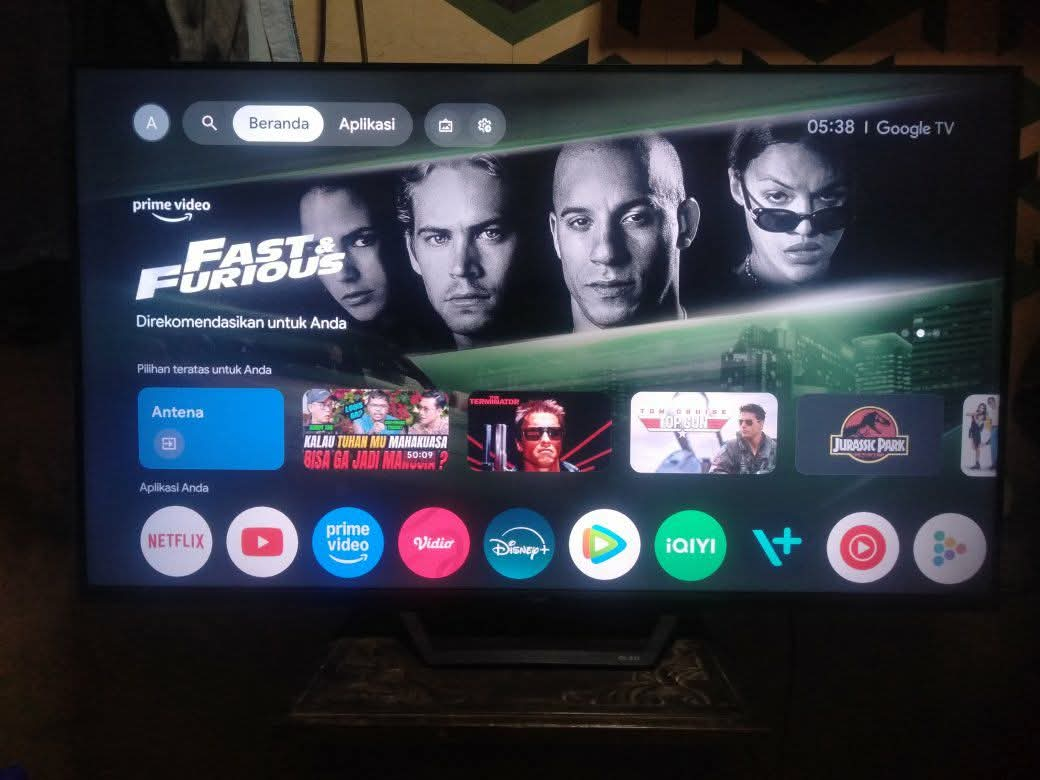 A
Beranda
Aplikasi
05:38 | Google TV
prime video
FAST & FURIOUS
Direkomendasikan untuk Anda
Pilihan teratas untuk Anda
Antena
KALAU TUHAN MU MAHAKUASA
BISA GA JADI MANUSIA ?
50:09
THE TERMINATOR
TOM CRUISE
TOP GUN
JURASSIC PARK
Aplikasi Anda
NETFLIX
YouTube
prime video
Vidio
Disney+
iQIYI
V+